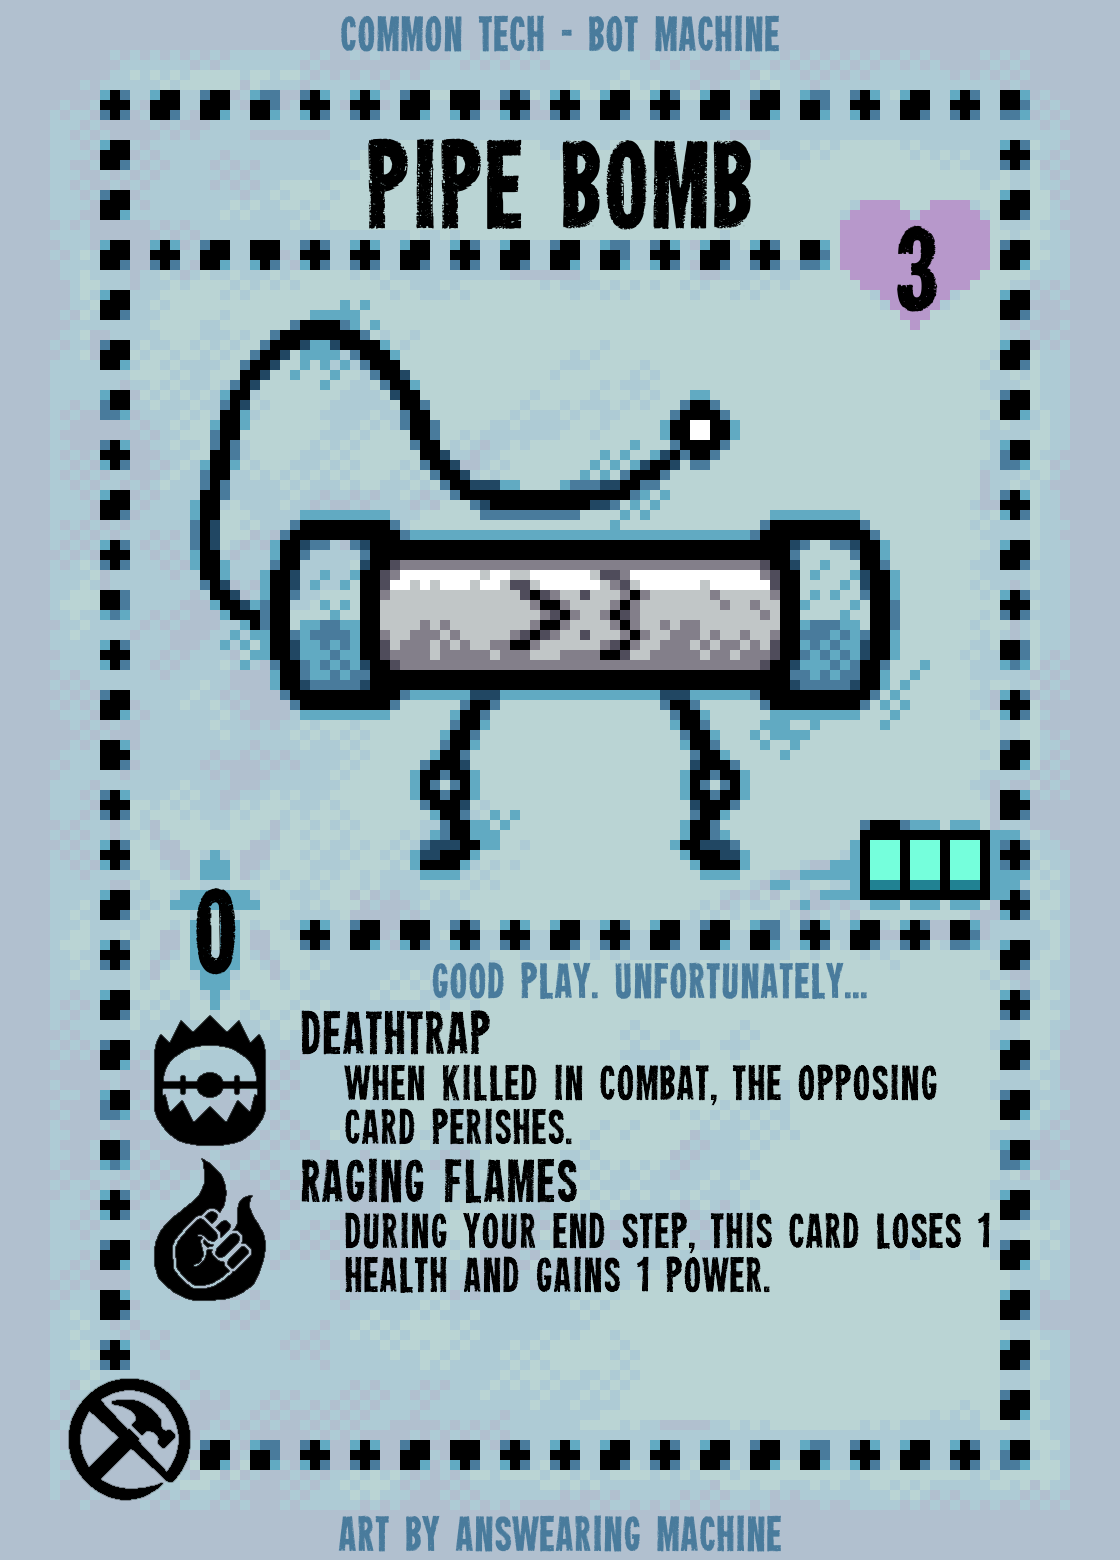 COMMON TECH - BOT MACHINE
PIPE BOMB
3
0
GOOD PLAY. UNFORTUNATELY...
DEATHTRAP
WHEN KILLED IN COMBAT, THE OPPOSING
CARD PERISHES.
RAGING FLAMES
DURING YOUR END STEP, THIS CARD LOSES 1
HEALTH AND GAINS 1 POWER.
ART BY ANSWEARING MACHINE